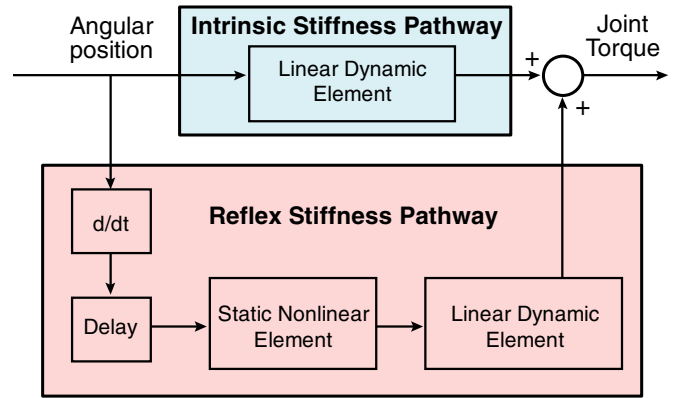 Angular
position
Intrinsic Stiffness Pathway
Linear Dynamic
Element
+
+
Joint
Torque
d/dt
Reflex Stiffness Pathway
Delay
Static Nonlinear
Element
Linear Dynamic
Element